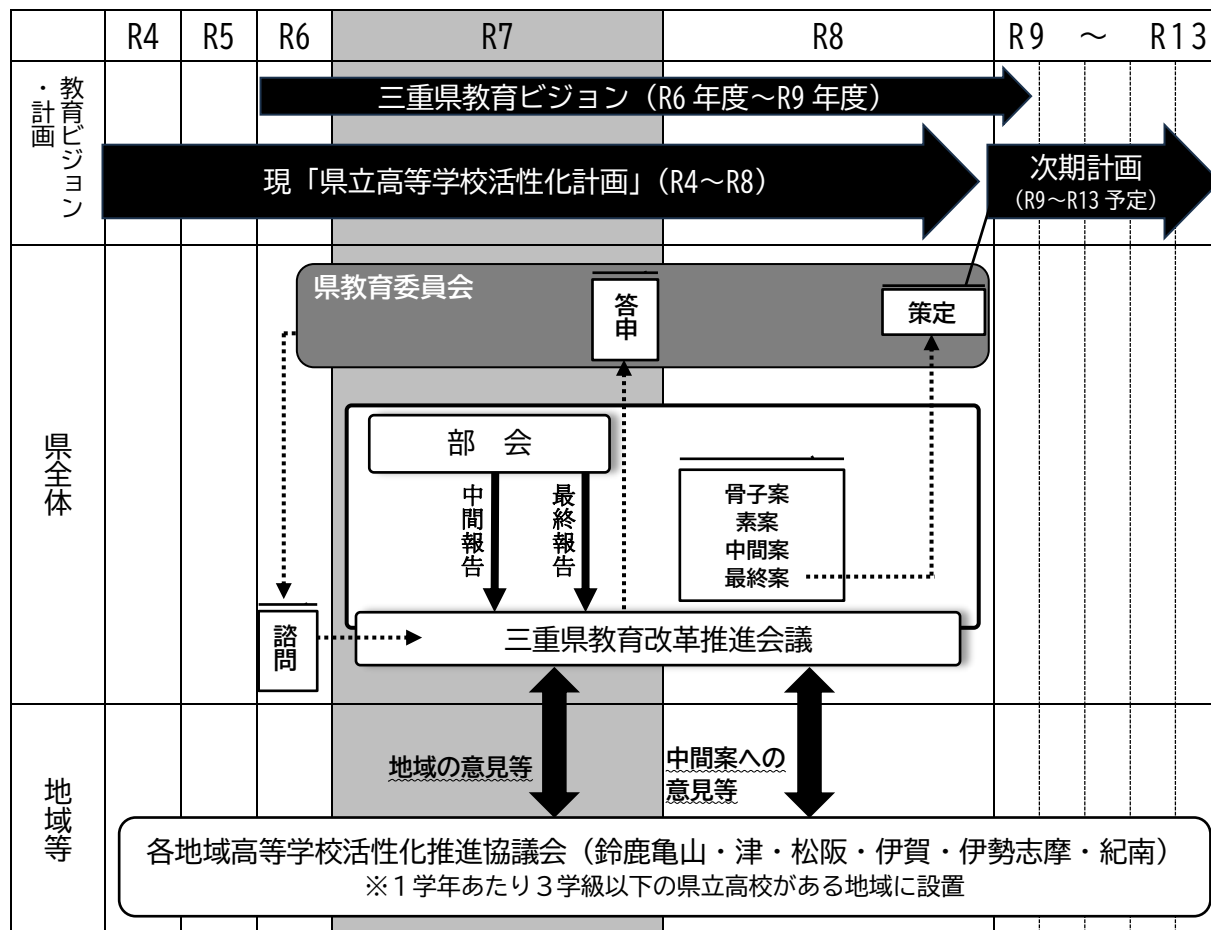 R4 R5 R6 R7 R8 R9 ～ R13
教育ビジョン
・計画
三重県教育ビジョン（R6年度～R9年度）
現「県立高等学校活性化計画」（R4～R8）
次期計画
（R9～R13予定）
県全体
県教育委員会
答申
策定
部　会
中間報告
最終報告
骨子案
素案
中間案
最終案
諮問
三重県教育改革推進会議
地域等
地域の意見等
中間案への
意見等
各地域高等学校活性化推進協議会（鈴鹿亀山・津・松阪・伊賀・伊勢志摩・紀南）
※１学年あたり３学級以下の県立高校がある地域に設置